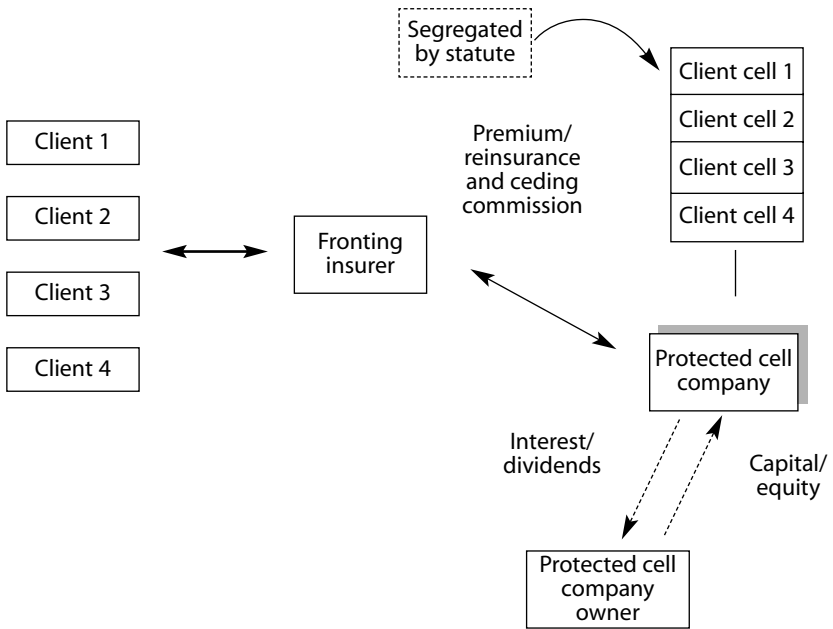 Segregated
by statute
Client cell 1
Client cell 2
Client cell 3
Client cell 4
Premium/
reinsurance
and ceding
commission
Client 1
Client 2
Client 3
Client 4
Fronting
insurer
Protected cell
company
Interest/
dividends
Capital/
equity
Protected cell
company
owner